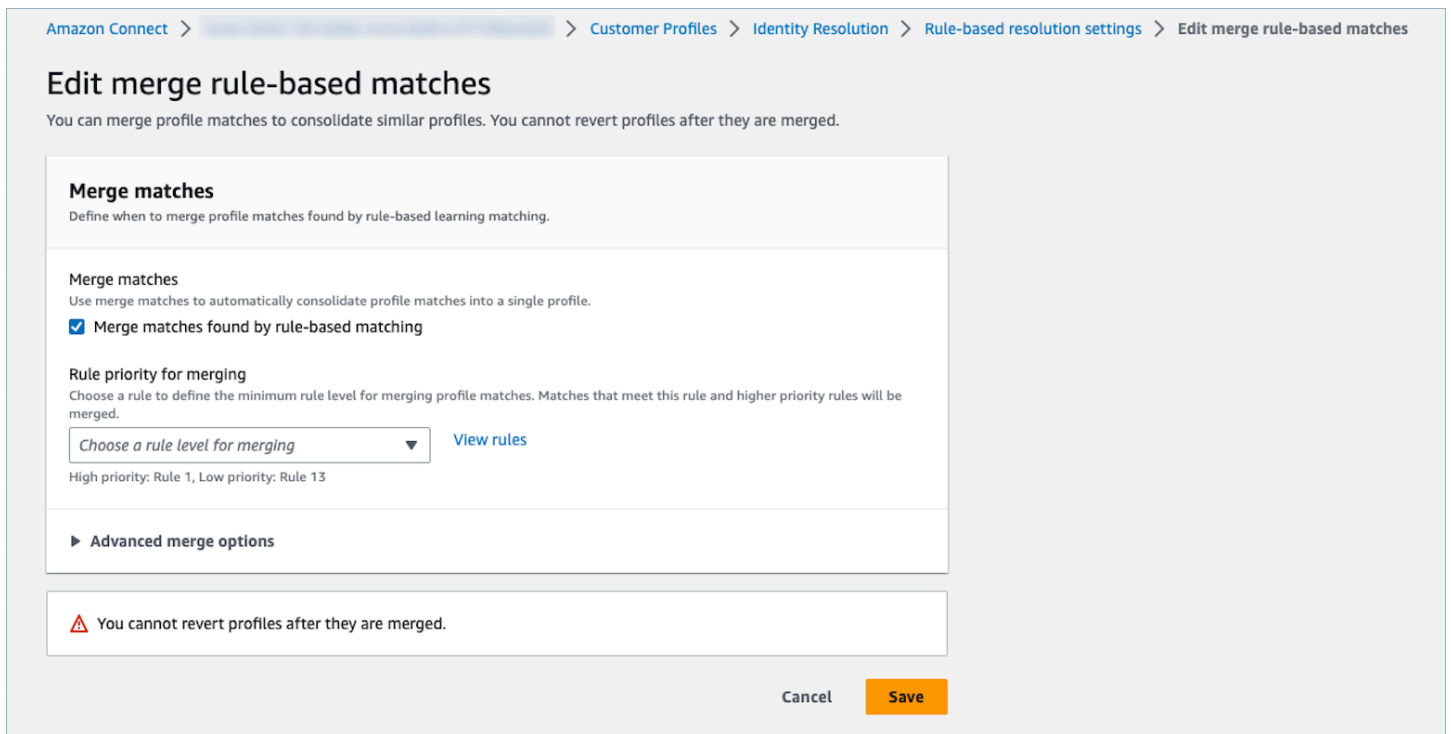 Amazon Connect > > Customer Profiles > Identity Resolution > Rule-based resolution settings > Edit merge rule-based matches
Edit merge rule-based matches
You can merge profile matches to consolidate similar profiles. You cannot revert profiles after they are merged.
Merge matches
Define when to merge profile matches found by rule-based learning matching.
Merge matches
Use merge matches to automatically consolidate profile matches into a single profile.
Merge matches found by rule-based matching
Rule priority for merging
Choose a rule to define the minimum rule level for merging profile matches. Matches that meet this rule and higher priority rules will be
merged.
Choose a rule level for merging View rules
High priority: Rule 1, Low priority: Rule 13
Advanced merge options
You cannot revert profiles after they are merged.
Cancel Save